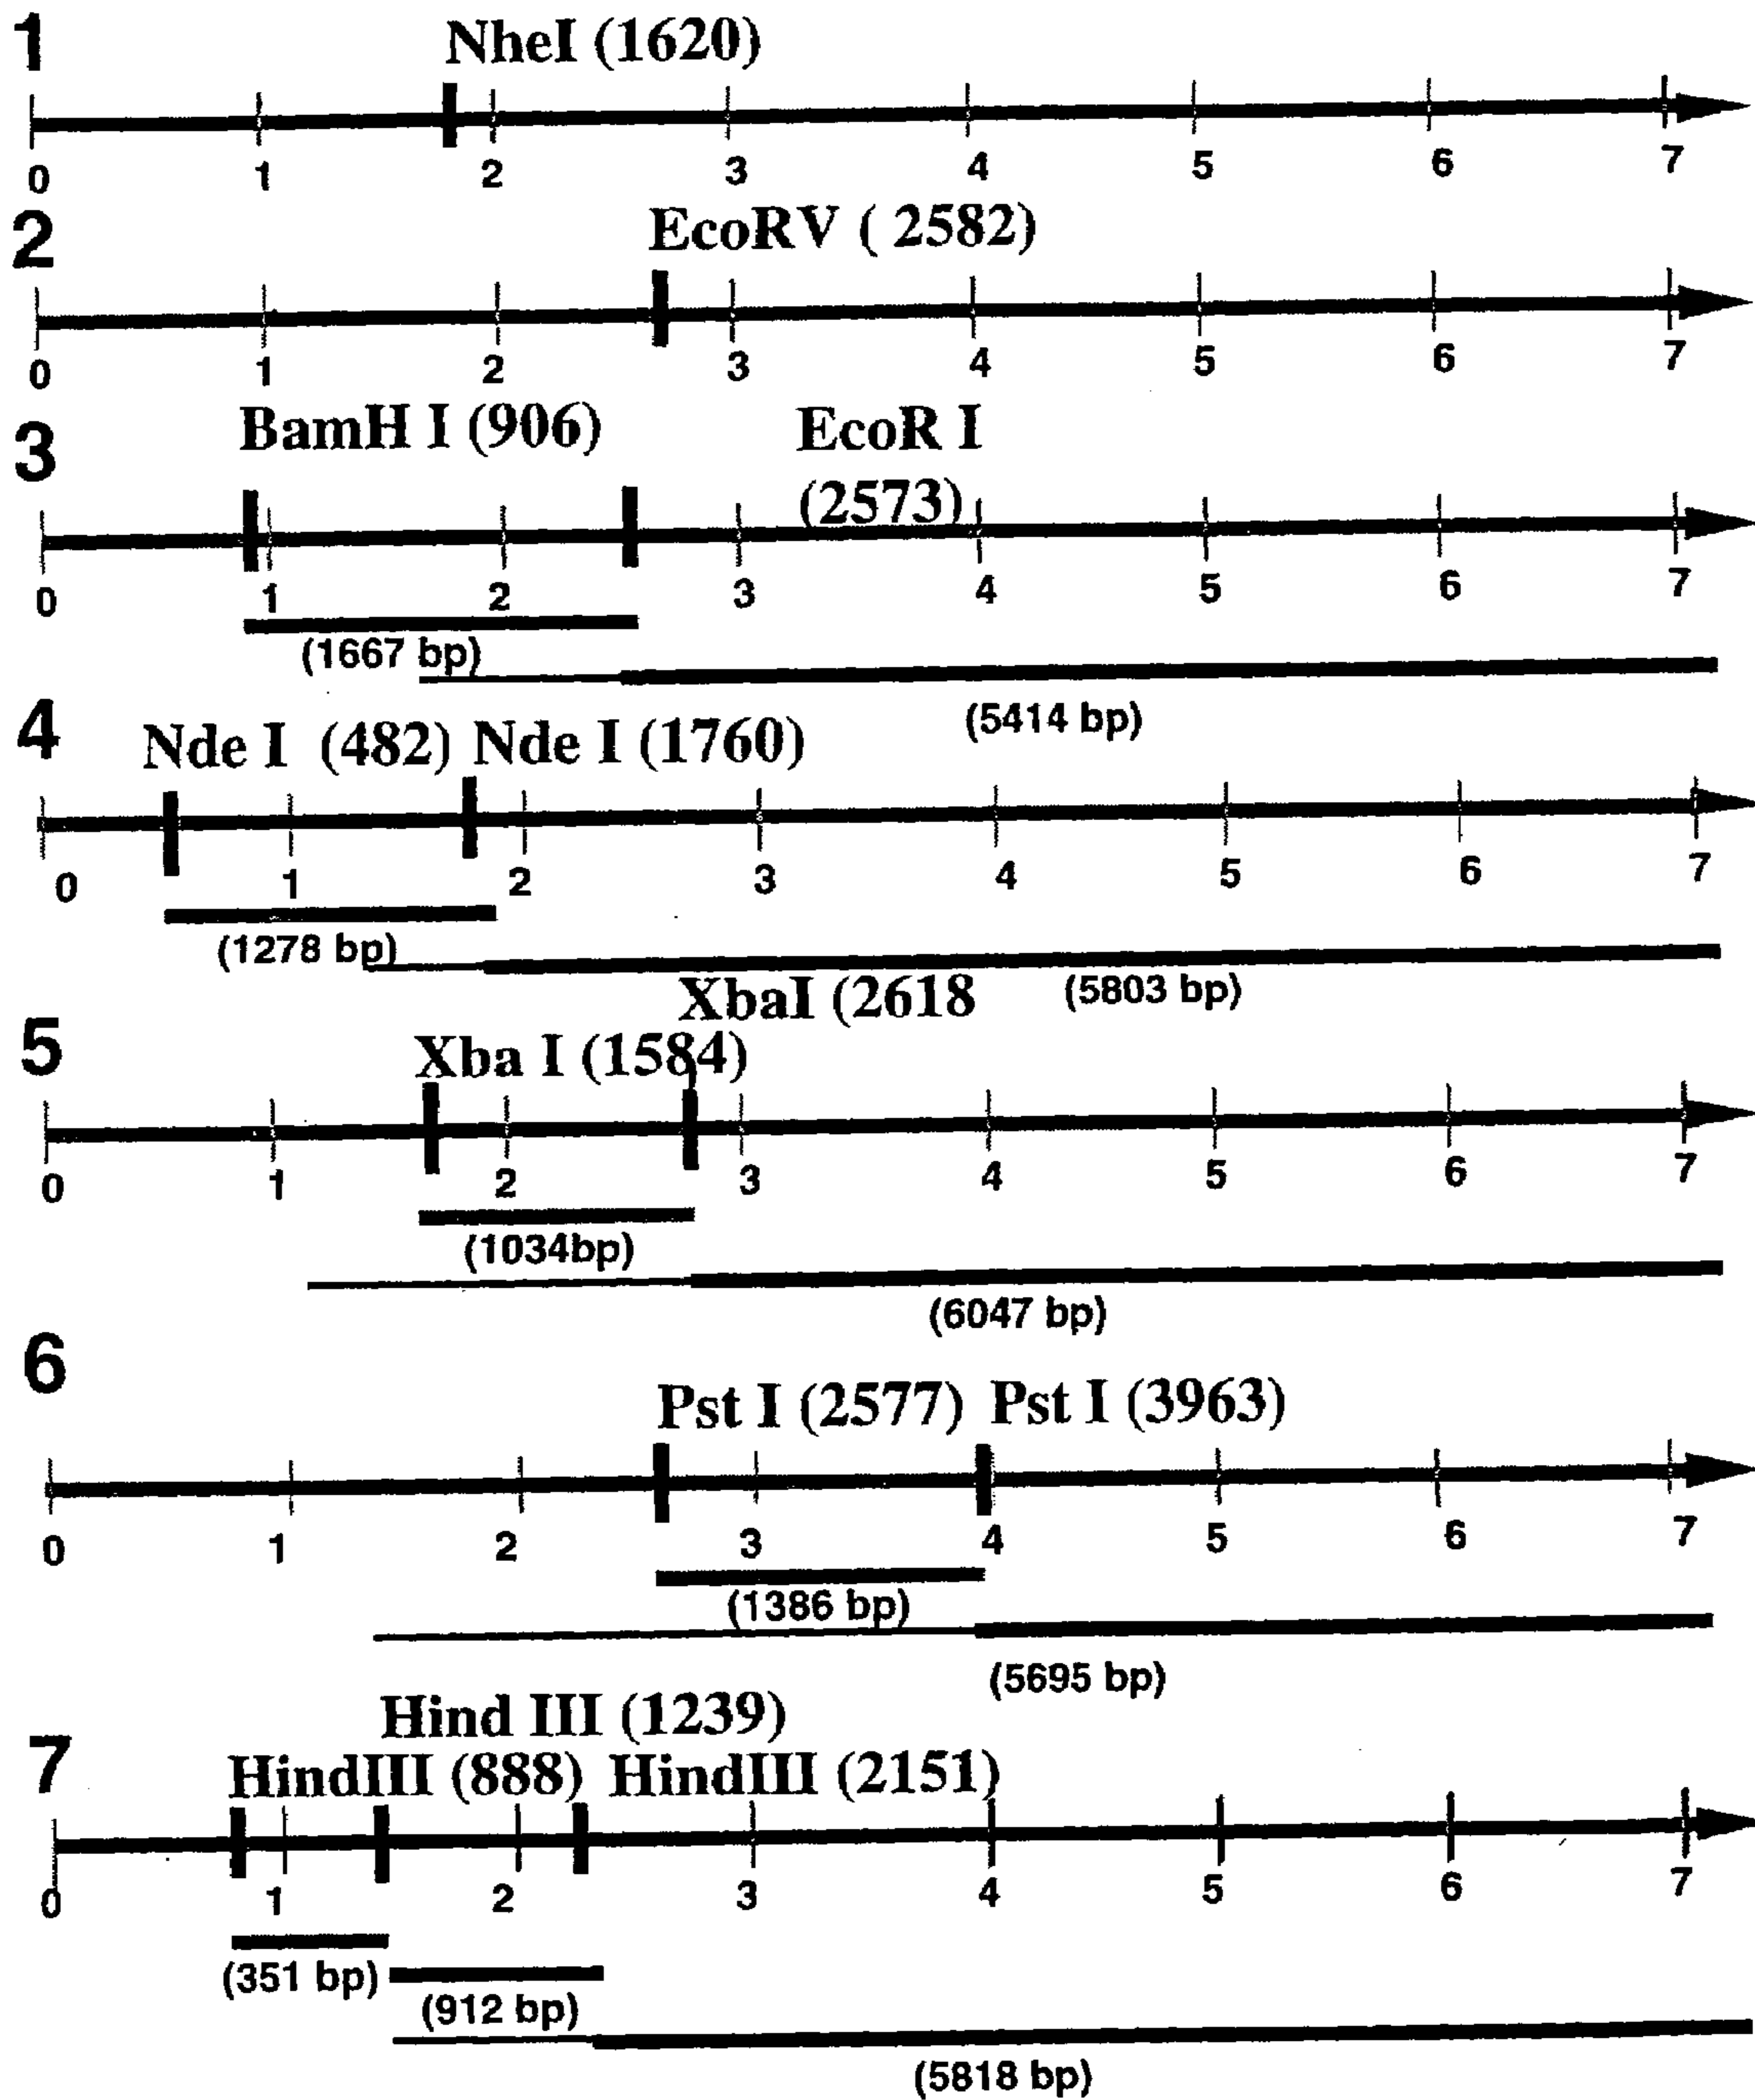 1
NheI (1620)
0 1 2 3 4 5 6 7
2
EcoRV ( 2582)
0 1 2 3 4 5 6 7
3
BamH I (906) EcoR I
(2573)
0 1 2 3 4 5 6 7
(1667 bp)
(5414 bp)
4
Nde I (482) Nde I (1760)
0 1 2 3 4 5 6 7
(1278 bp)
(5803 bp)
XbaI (2618
)
5
Xba I (1584)
0 1 2 3 4 5 6 7
(1034bp)
(6047 bp)
6
Pst I (2577) Pst I (3963)
0 1 2 3 4 5 6 7
(1386 bp)
(5695 bp)
7
Hind III (1239)
HindIII (888) HindIII (2151)
0 1 2 3 4 5 6 7
(351 bp)
(912 bp)
(5818 bp)